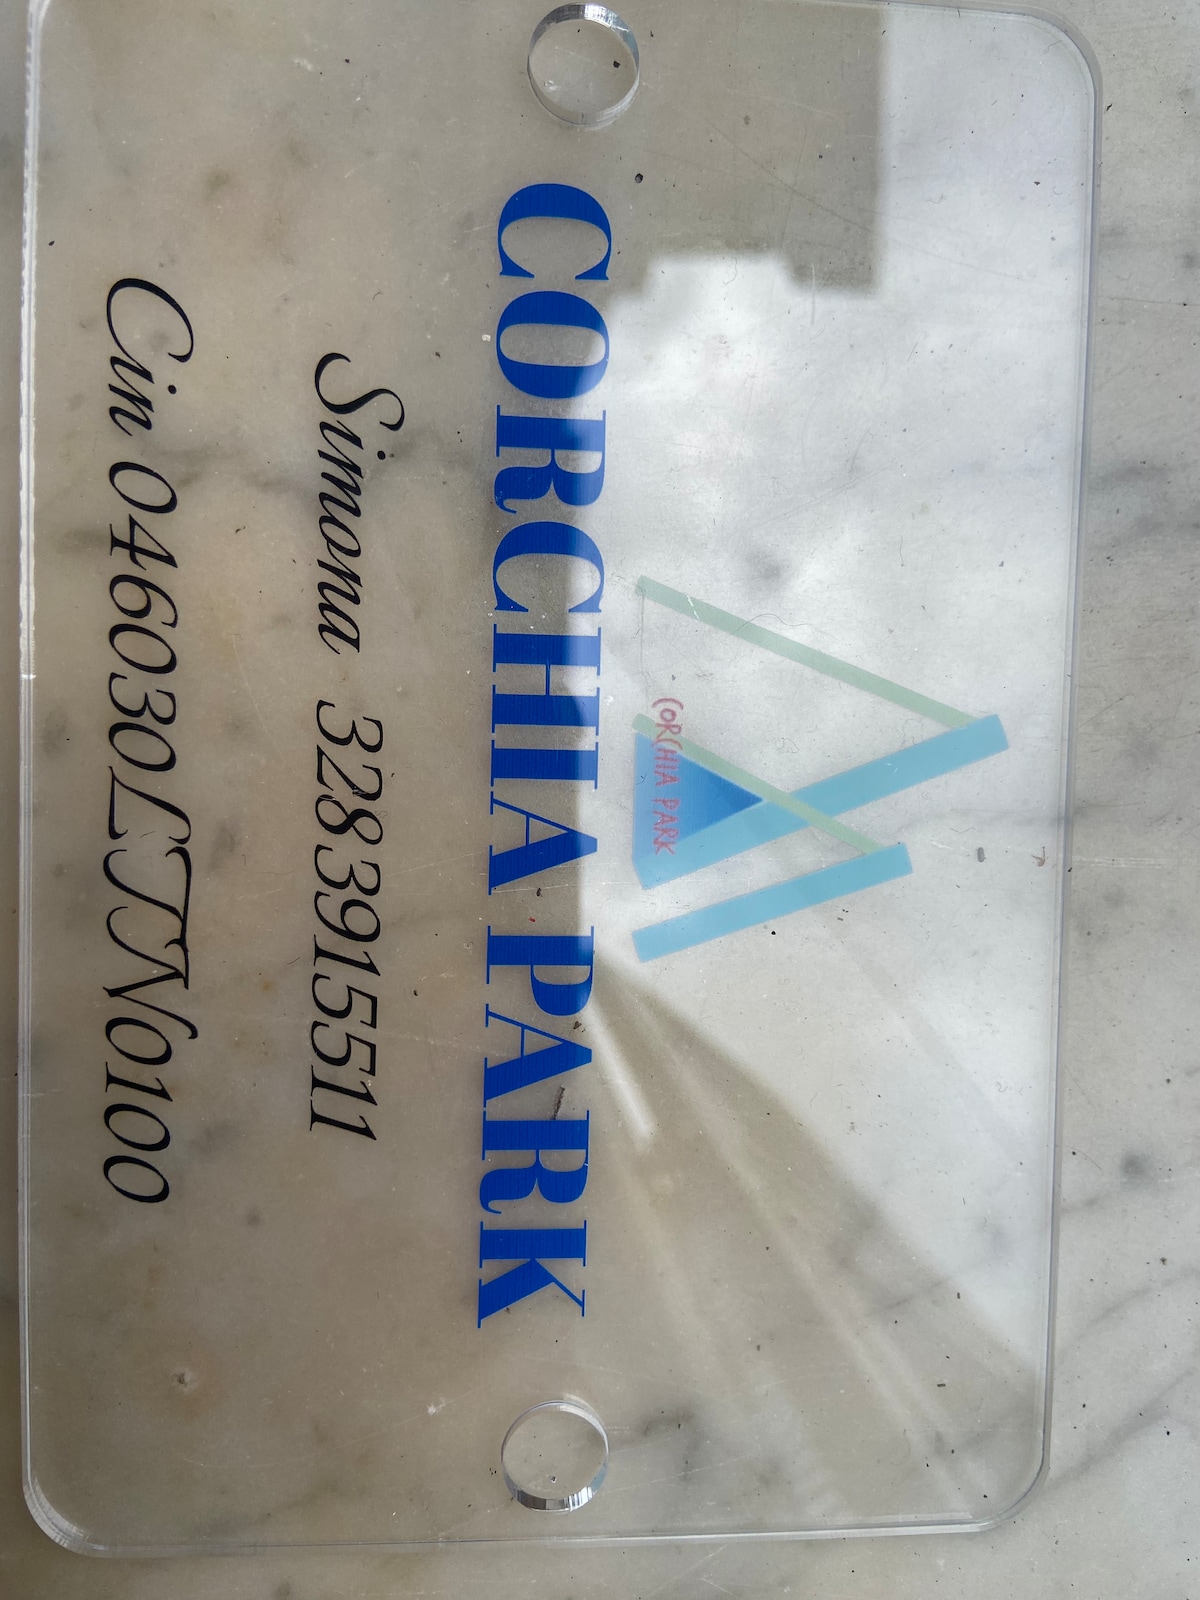 CORCHIA PARK
CORCHIA PARK
Simona 3283915511
Cin 046030LTN0100